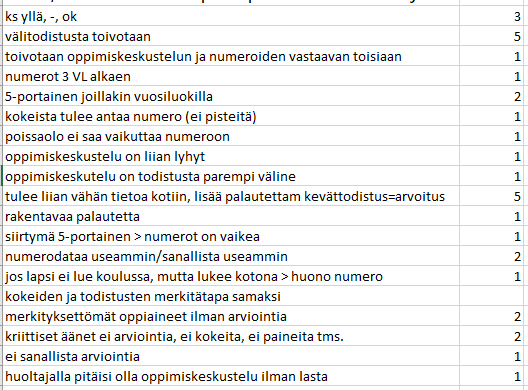 ks yllä, -, ok 3
välitodistusta toivotaan 5
toivotaan oppimiskeskustelun ja numeroiden vastaavan toisiaan 1
numerot 3 VL alkaen 1
5-portainen joillakin vuosiluokilla 2
kokeista tulee antaa numero (ei pisteitä) 1
poissaolo ei saa vaikuttaa numeroon 1
oppimiskeskustelu on liian lyhyt 1
oppimiskeskutelu on todistusta parempi väline 1
tulee liian vähän tietoa kotiin, lisää palautettam kevättodistus=arvoitus 5
rakentavaa palautetta 1
siirtymä 5-portainen > numerot on vaikea 1
numerodataa useammin/sanallista useammin 2
jos lapsi ei lue koulussa, mutta lukee kotona > huono numero 1
kokeiden ja todistusten merkitätapa samaksi
merkityksettömät oppiaineet ilman arviointia 2
kriittiset äänet ei arviointia, ei kokeita, ei paineita tms. 2
ei sanallista arviointia 1
huoltajalla pitäisi olla oppimiskeskustelu ilman lasta 1